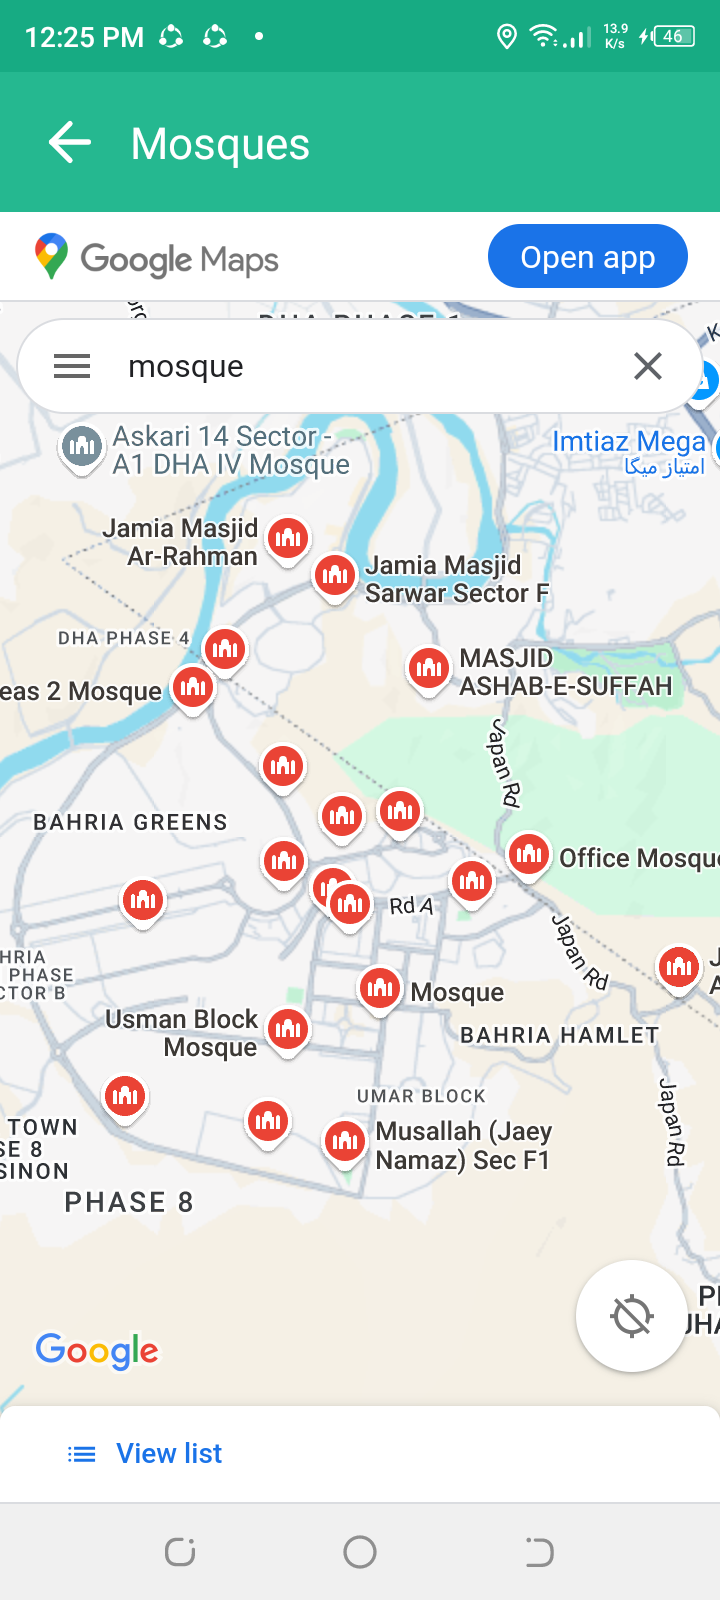 12:25 PM
13.9
K/s
46
Mosques
Google Maps
Open app
mosque
Askari 14 Sector -
A1 DHA IV Mosque
Imtiaz Mega
امتياز ميگا
Jamia Masjid
Ar-Rahman
Jamia Masjid
Sarwar Sector F
DHA PHASE 4
MASJID
ASHAB-E-SUFFAH
eas 2 Mosque
Japan Rd
BAHRIA GREENS
Office Mosque
Rd A
Japan Rd
HRIA
PHASE
CTOR B
Mosque
Usman Block
Mosque
BAHRIA HAMLET
UMAR BLOCK
Japan Rd
TOWN
SE 8
SINON
Musallah (Jaey
Namaz) Sec F1
PHASE 8
Google
View list